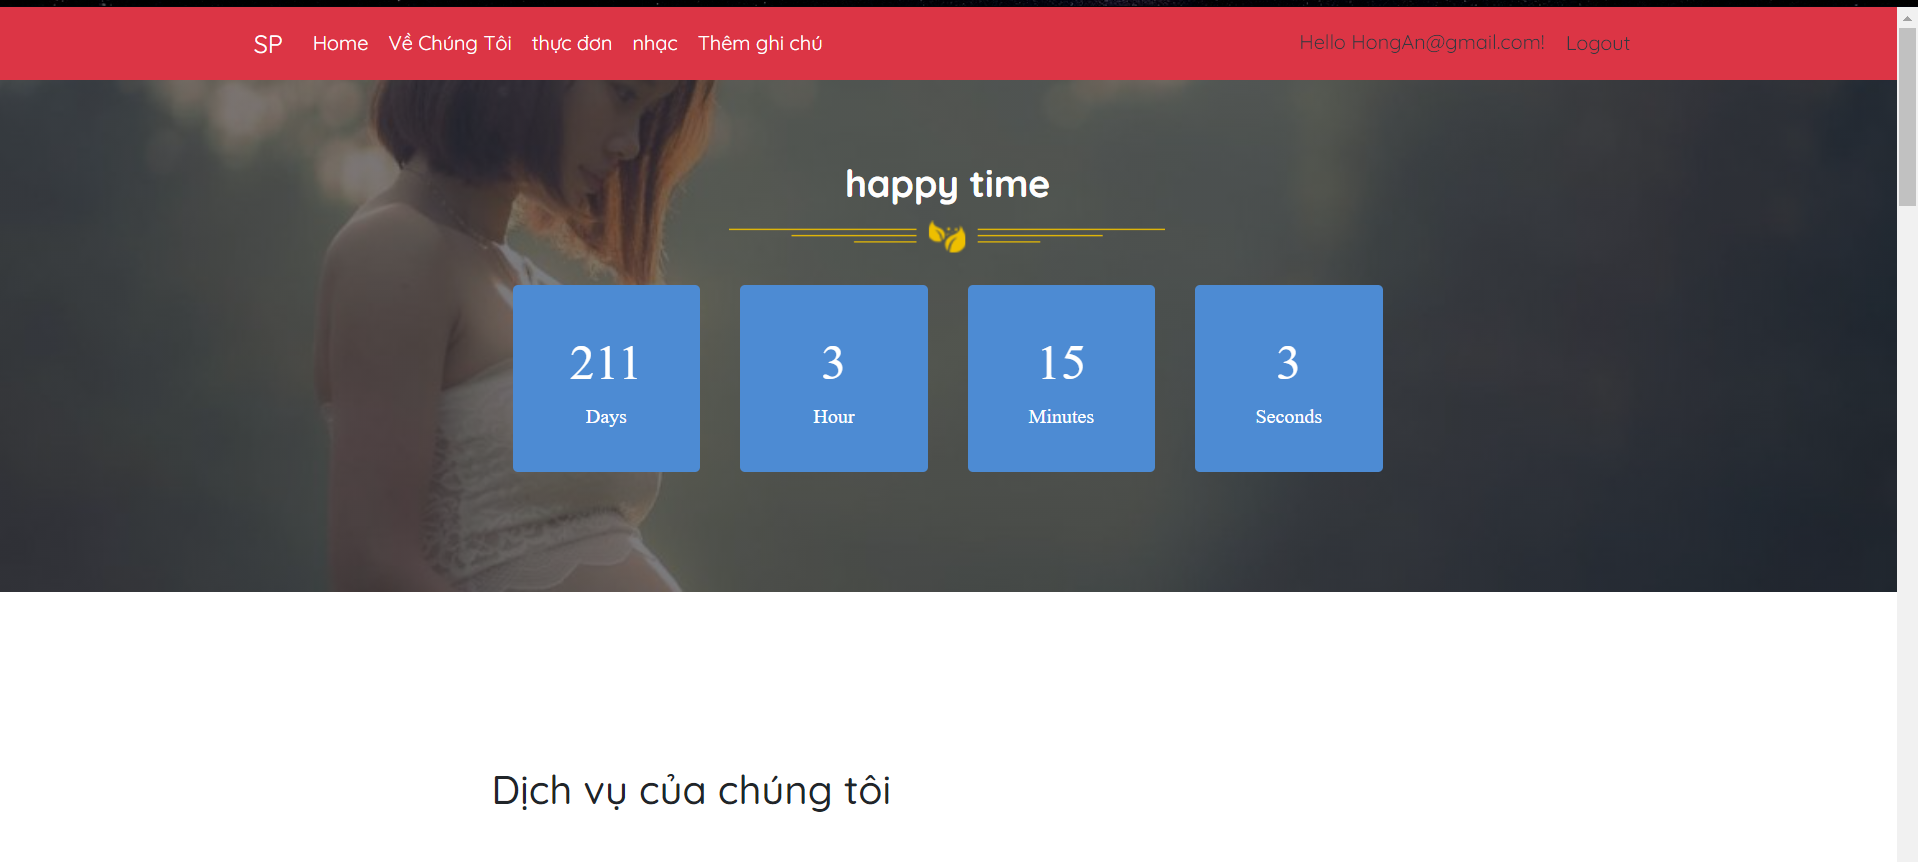 SP Home Về Chúng Tôi thực đơn nhạc Thêm ghi chú Hello HongAn@gmail.com! Logout
happy time
211 3 15 3
Days Hour Minutes Seconds
Dịch vụ của chúng tôi